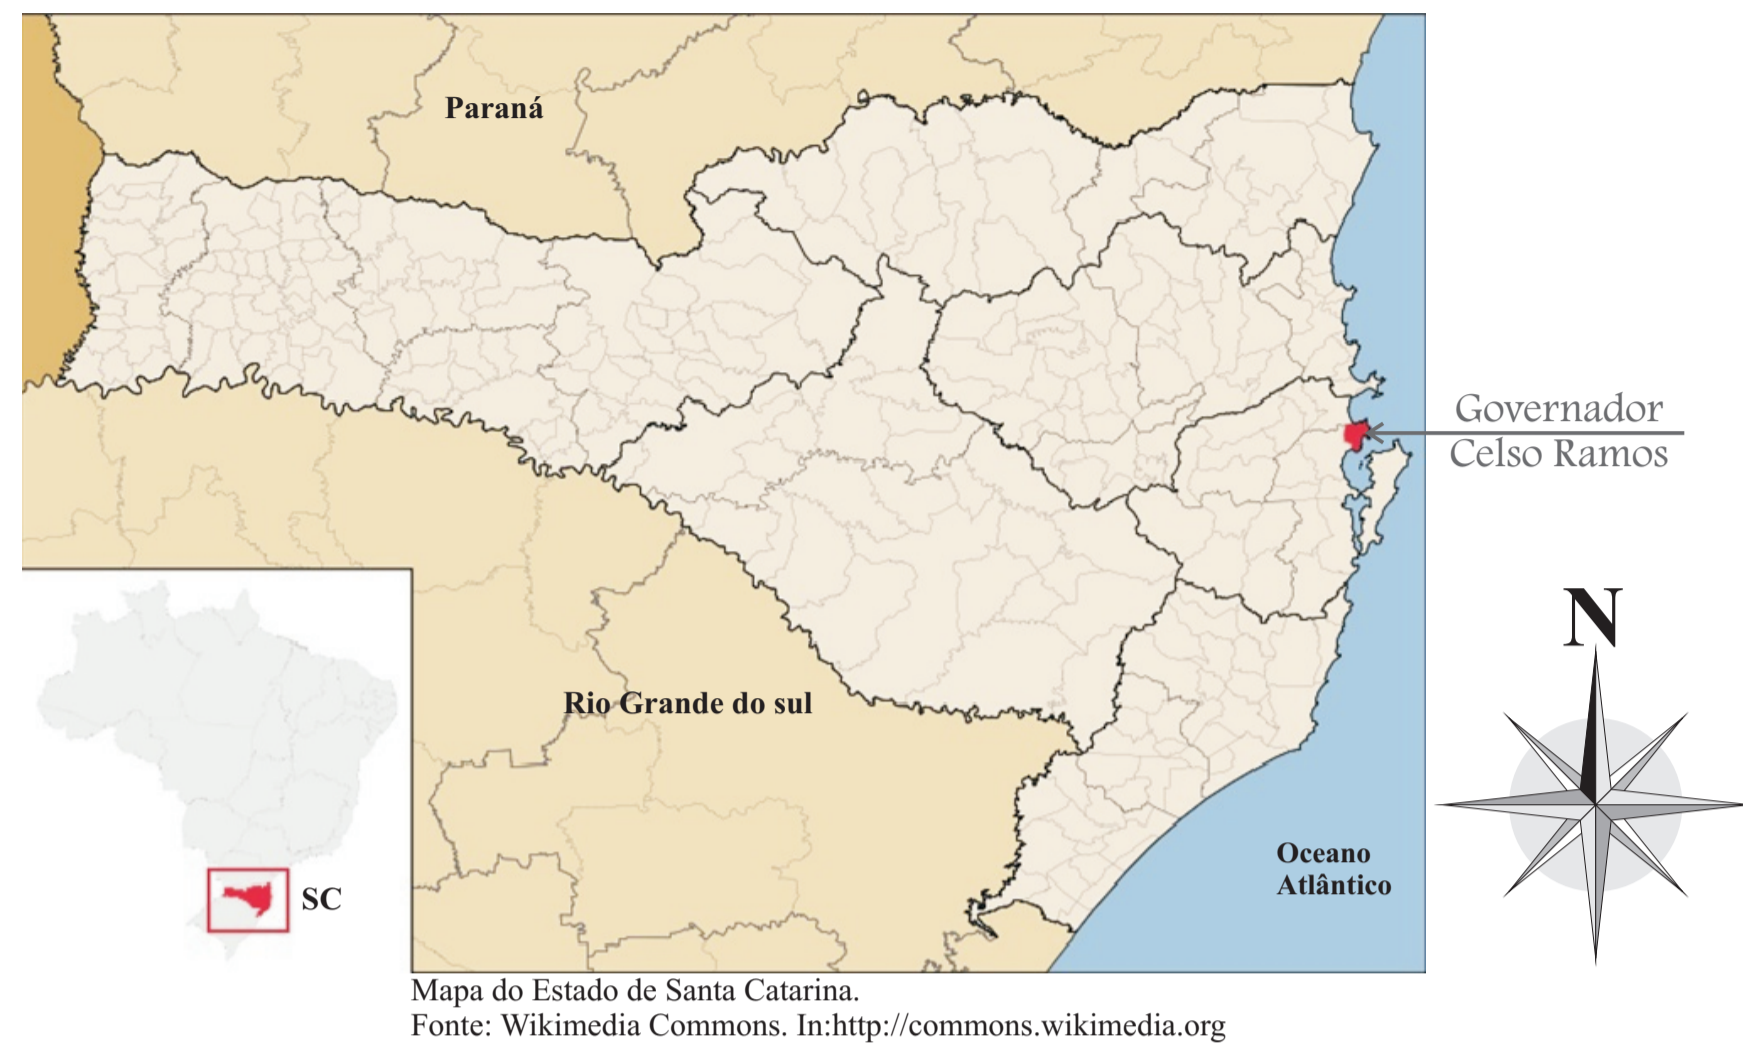 Paraná
Governador
Celso Ramos
N
Rio Grande do sul
Oceano
Atlântico
SC
Mapa do Estado de Santa Catarina.
Fonte: Wikimedia Commons. In:http://commons.wikimedia.org